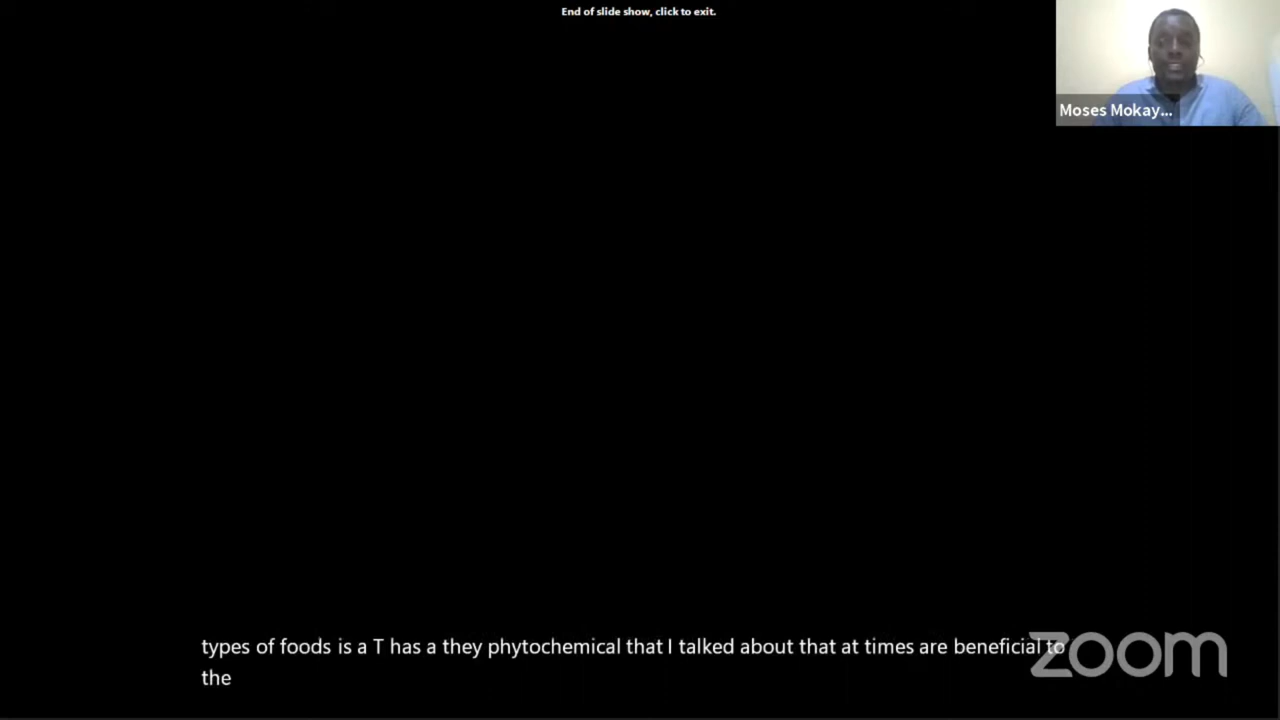 End of slide show, click to exit.
Moses Mokay...
types of foods is a T has a they phytochemical that I talked about that at times are beneficial to
the
zoom